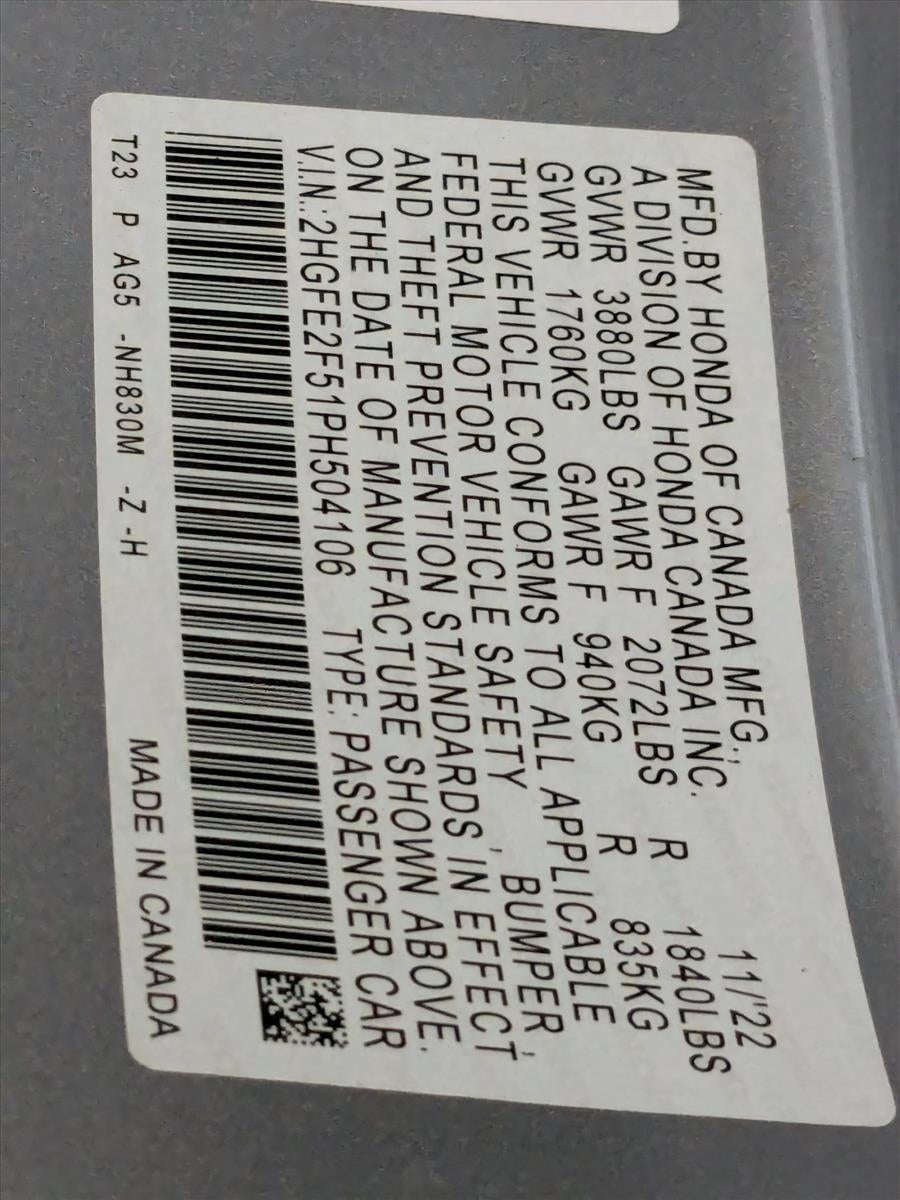 MFD.BY HONDA OF CANADA MFG., 11/'22
A DIVISION OF HONDA CANADA INC.
GVWR 3880LBS GAWR F 2072LBS R 1840LBS
GVWR 1760KG GAWR F 940KG R 835KG
THIS VEHICLE CONFORMS TO ALL APPLICABLE
FEDERAL MOTOR VEHICLE SAFETY , BUMPER,
AND THEFT PREVENTION STANDARDS IN EFFECT
ON THE DATE OF MANUFACTURE SHOWN ABOVE.
V.I.N.:2HGFE2F51PH504106 TYPE: PASSENGER CAR
T23 P AG5 -NH830M -Z -H MADE IN CANADA